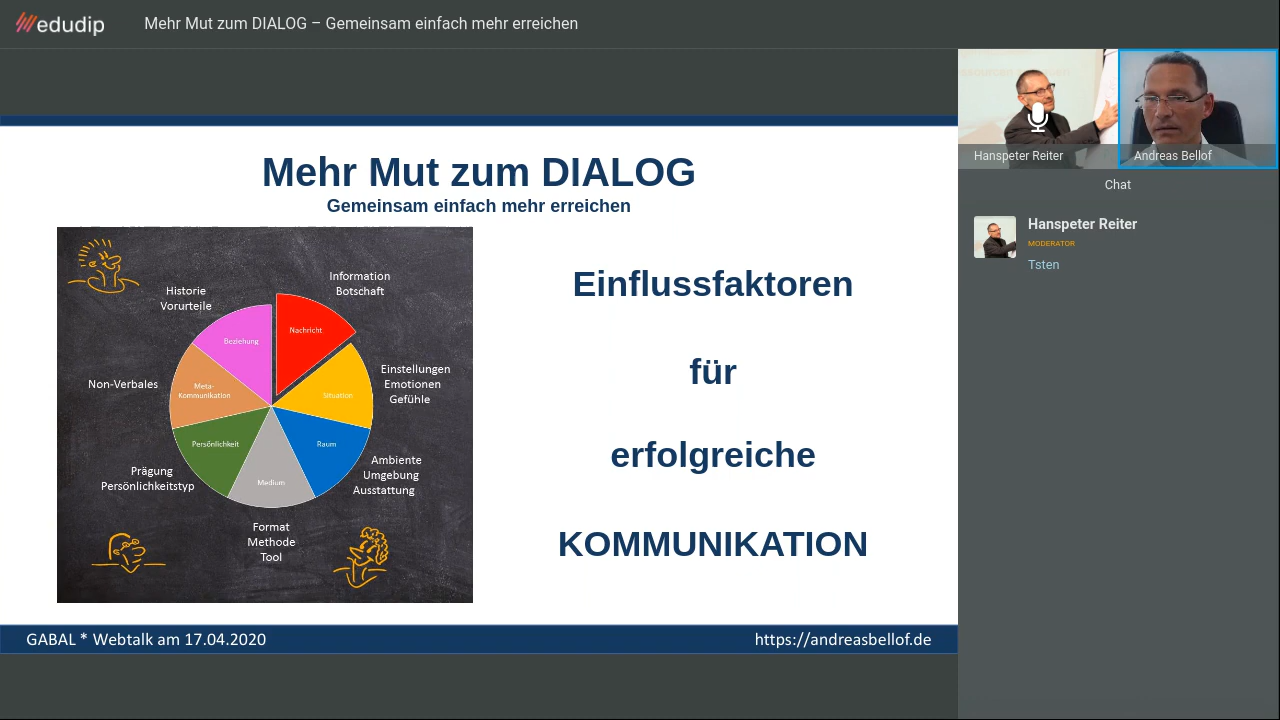 edudip
Mehr Mut zum DIALOG – Gemeinsam einfach mehr erreichen
Mehr Mut zum DIALOG
Gemeinsam einfach mehr erreichen
Historie
Vorurteile
Information
Botschaft
Beziehung
Nachricht
Non-Verbales
Meta-
Kommunikation
Situation
Einstellungen
Emotionen
Gefühle
Persönlichkeit
Raum
Prägung
Persönlichkeitstyp
Medium
Ambiente
Umgebung
Ausstattung
Format
Methode
Tool
Einflussfaktoren
für
erfolgreiche
KOMMUNIKATION
GABAL * Webtalk am 17.04.2020
https://andreasbellof.de
Hanspeter Reiter
Andreas Bellof
Chat
Hanspeter Reiter
MODERATOR
Tsten